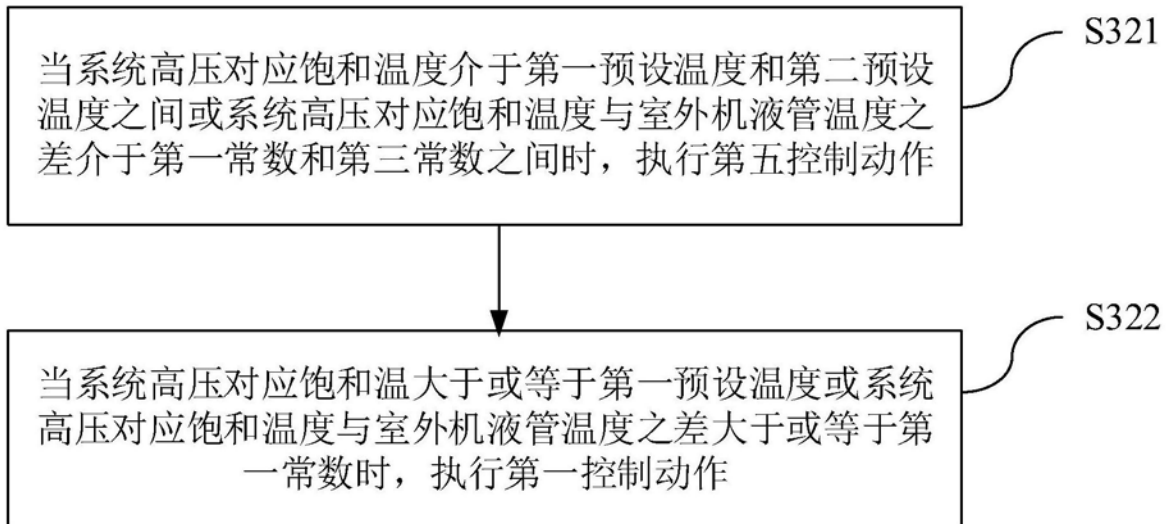 当系统高压对应饱和温度介于第一预设温度和第二预设
温度之间或系统高压对应饱和温度与室外机液管温度之
差介于第一常数和第三常数之间时，执行第五控制动作
S321
当系统高压对应饱和温大于或等于第一预设温度或系统
高压对应饱和温度与室外机液管温度之差大于或等于第
一常数时，执行第一控制动作
S322